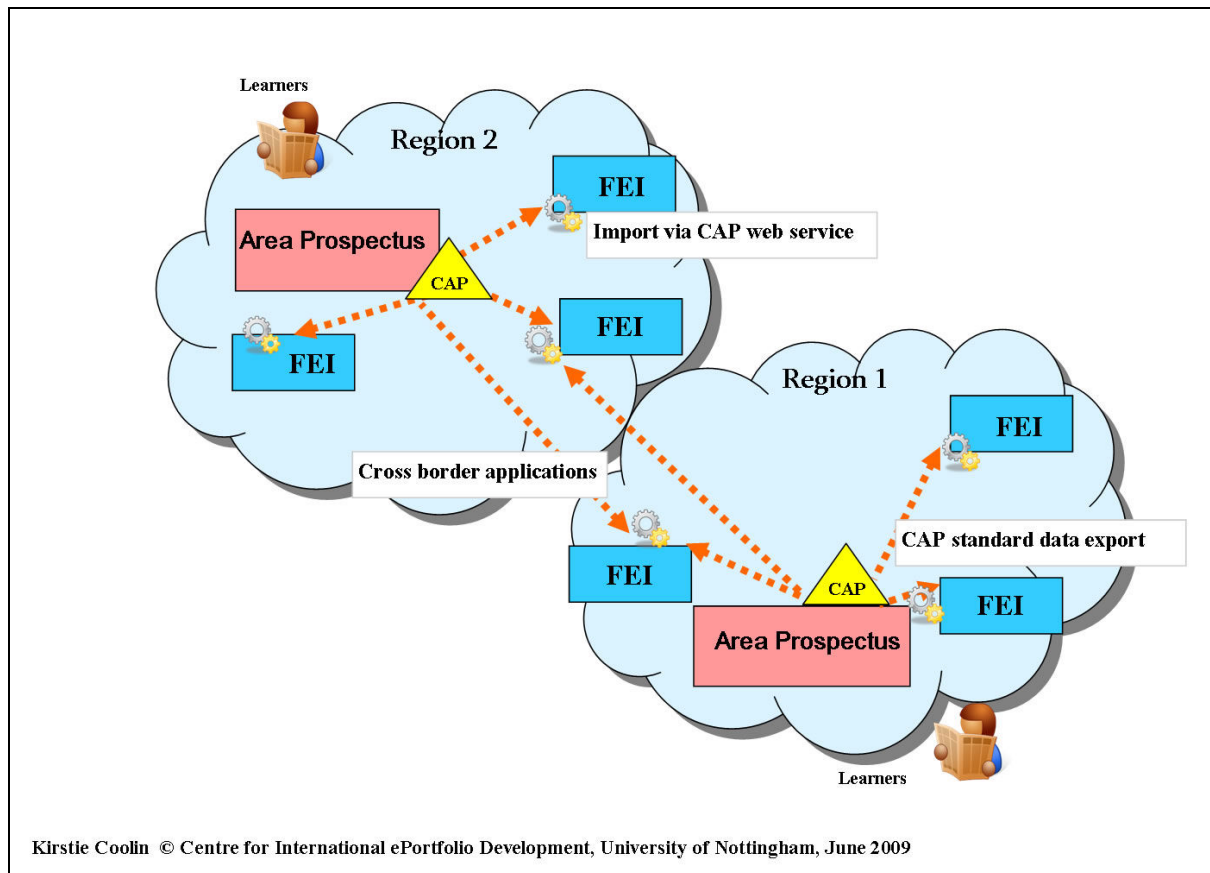 Learners
Region 2
FEI
Import via CAP web service
Area Prospectus
CAP
FEI
FEI
Region 1
FEI
Cross border applications
CAP standard data export
FEI
CAP
FEI
Area Prospectus
Learners
Kirstie Coolin © Centre for International ePortfolio Development, University of Nottingham, June 2009